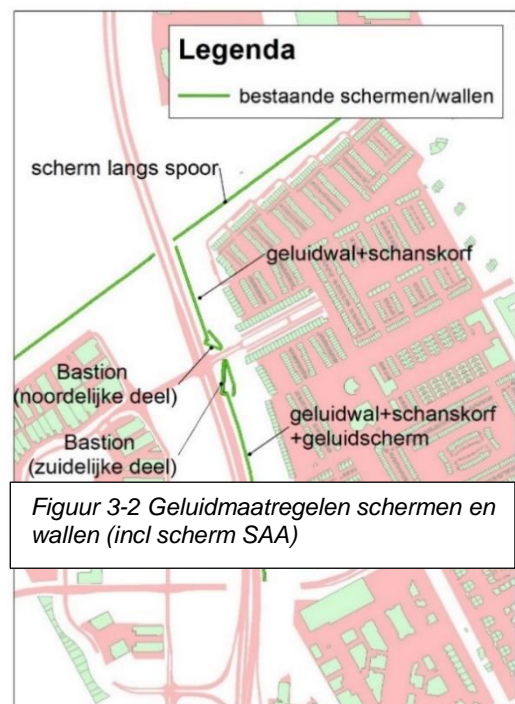 Legenda
bestaande schermen/wallen
scherm langs spoor
geluidwal+schanskorf
Bastion
(noordelijke deel)
Bastion
(zuidelijke deel)
geluidwal+schanskorf
+geluidscherm
Figuur 3-2 Geluidmaatregelen schermen en
wallen (incl scherm SAA)